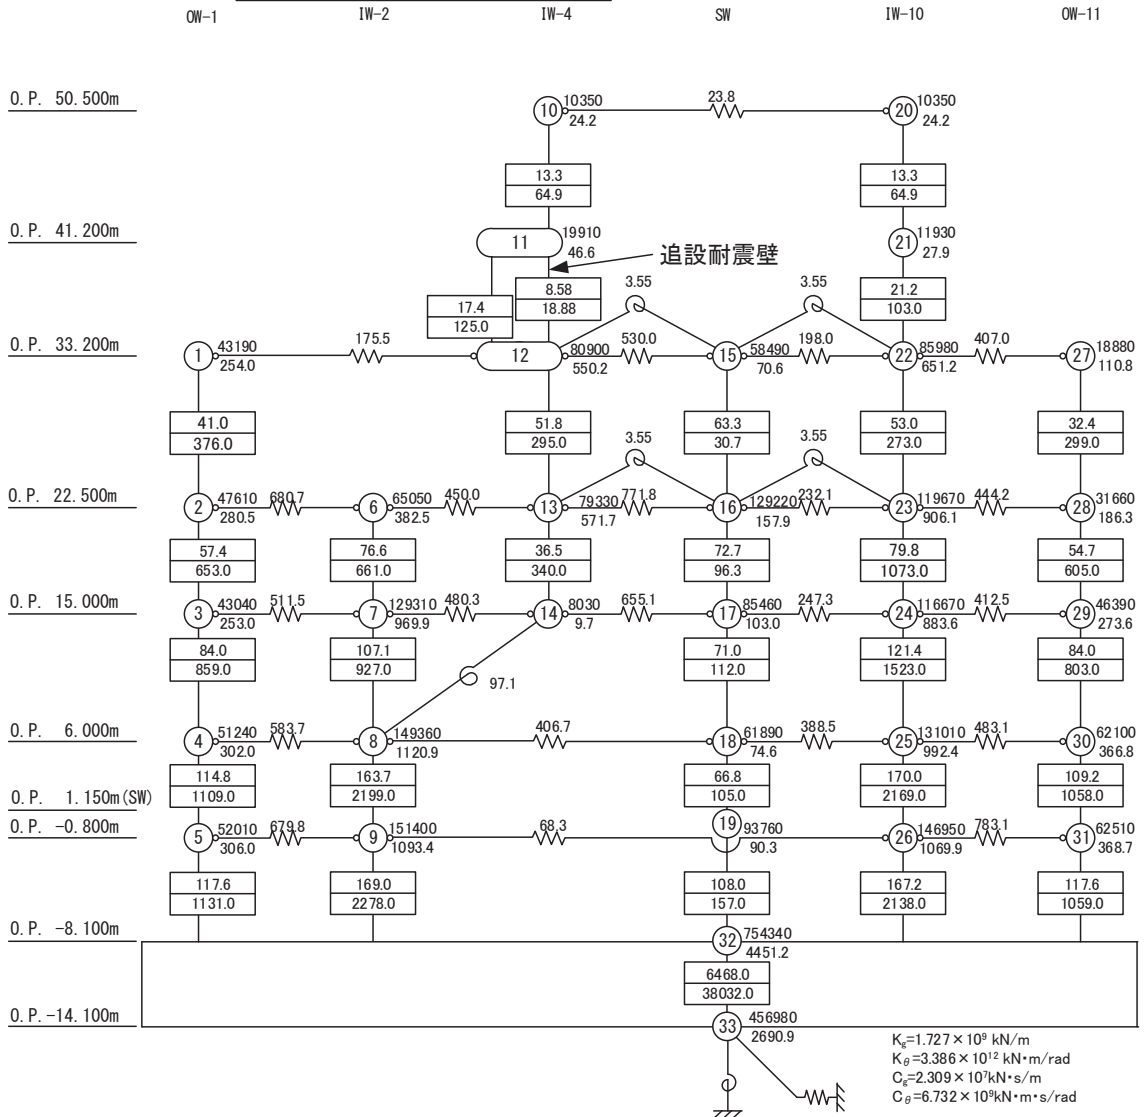 OW-1 IW-2 IW-4 SW IW-10 OW-11
O.P. 50.500m 10 10350 23.8 20 10350
24.2 24.2
13.3 13.3
64.9 64.9
O.P. 41.200m 11 19910 21 11930
46.6 27.9
追設耐震壁
17.4 8.58 3.55 3.55 21.2
125.0 18.88 103.0
O.P. 33.200m 1 43190 175.5 12 80900 530.0 15 58490 198.0 22 85980 407.0 27 18880
254.0 550.2 70.6 651.2 110.8
41.0 51.8 63.3 53.0 32.4
376.0 295.0 30.7 273.0 299.0
3.55 3.55
O.P. 22.500m 2 47610 680.7 6 65050 450.0 13 79330 771.8 16 129220 232.1 23 119670 444.2 28 31660
280.5 382.5 571.7 157.9 906.1 186.3
57.4 76.6 36.5 72.7 79.8 54.7
653.0 661.0 340.0 96.3 1073.0 605.0
O.P. 15.000m 3 43040 511.5 7 129310 480.3 14 8030 655.1 17 85460 247.3 24 116670 412.5 29 46390
253.0 969.9 9.7 103.0 883.6 273.6
84.0 107.1 71.0 121.4 84.0
859.0 927.0 112.0 1523.0 803.0
97.1
O.P. 6.000m 4 51240 583.7 8 149360 406.7 18 61890 388.5 25 131010 483.1 30 62100
302.0 1120.9 74.6 992.4 366.8
114.8 163.7 66.8 170.0 109.2
1109.0 2199.0 105.0 2169.0 1058.0
O.P. 1.150m(SW)
O.P. -0.800m 5 52010 679.8 9 151400 68.3 19 93760 26 146950 783.1 31 62510
306.0 1093.4 90.3 1069.9 368.7
117.6 169.0 108.0 167.2 117.6
1131.0 2278.0 157.0 2138.0 1059.0
O.P. -8.100m 32 754340
4451.2
6468.0
38032.0
O.P.-14.100m 33 456980
2690.9
Kg=1.727×10⁹ kN/m
Kθ=3.386×10¹² kN・m/rad
Cg=2.309×10⁷kN・s/m
Cθ=6.732×10⁹kN・m・s/rad